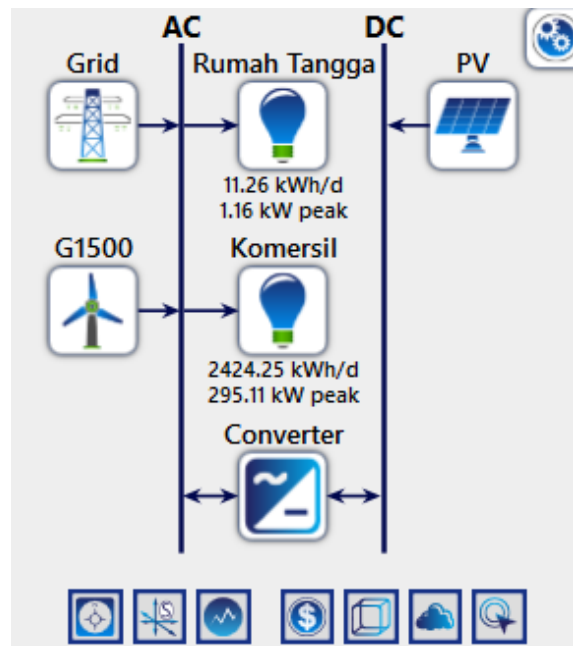 AC
DC
Grid
Rumah Tangga
PV
11.26 kWh/d
1.16 kW peak
G1500
Komersil
2424.25 kWh/d
295.11 kW peak
Converter
S
$